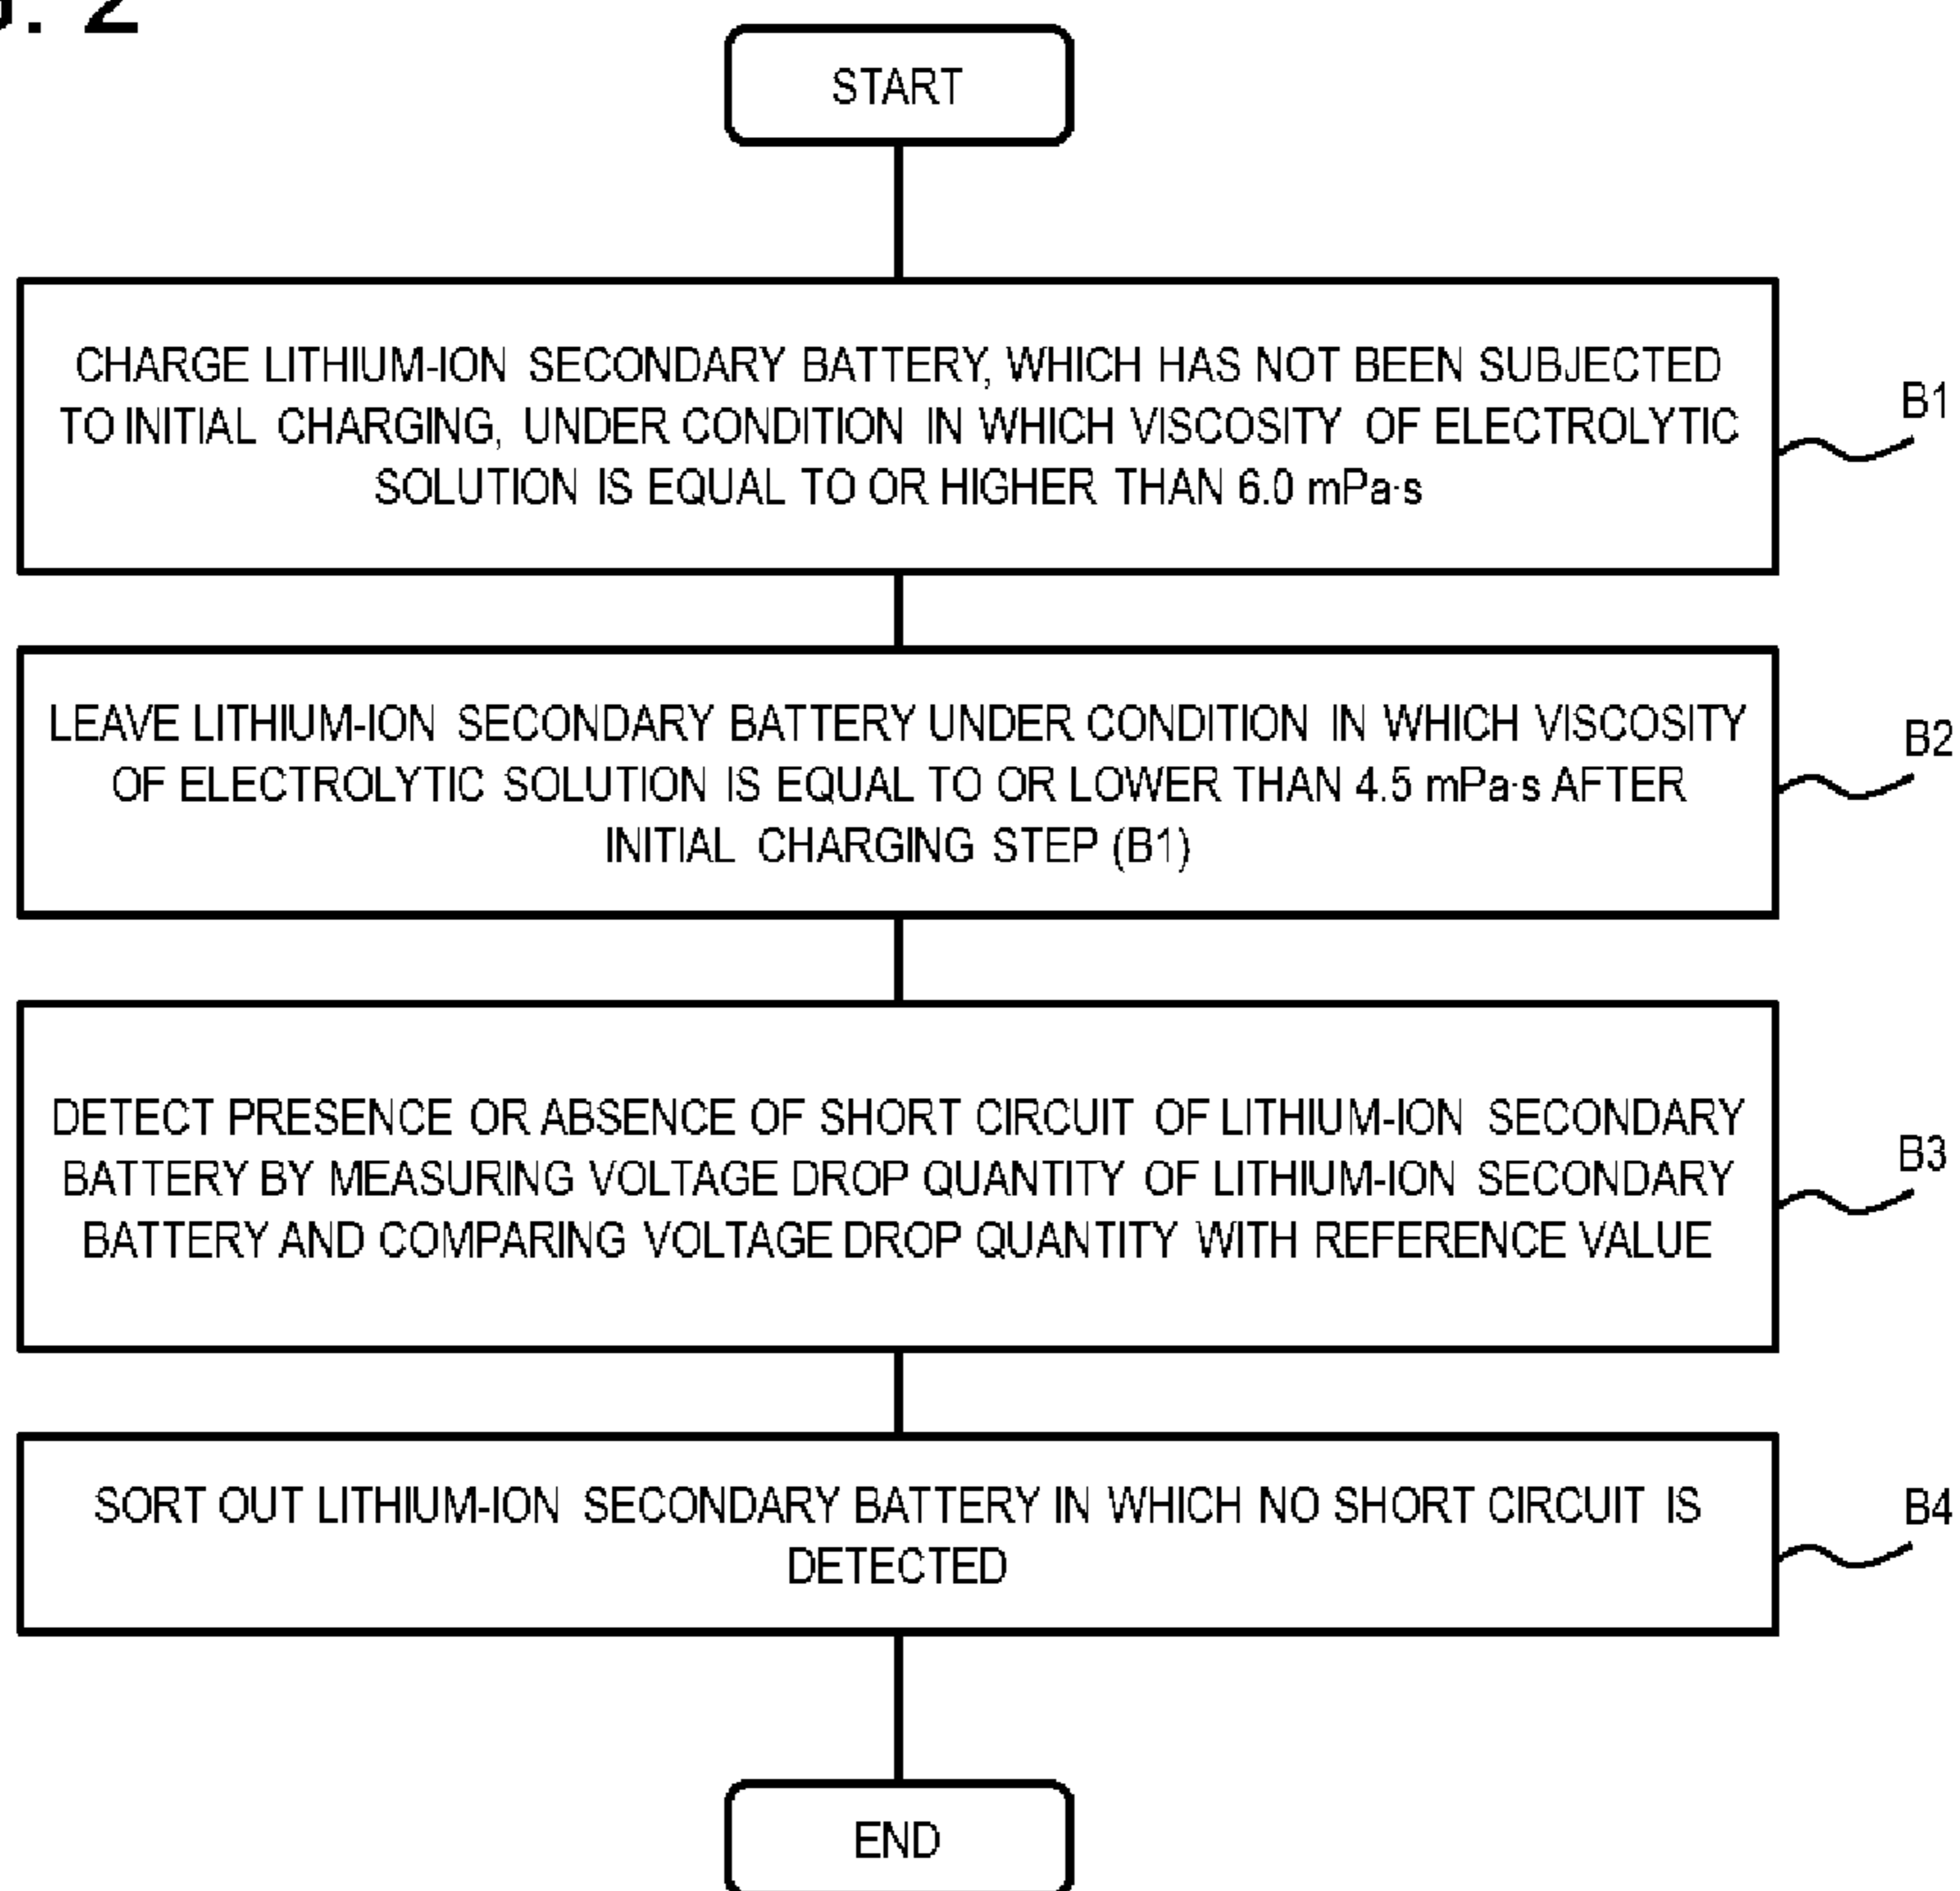 . 2
START
CHARGE LITHIUM-ION SECONDARY BATTERY, WHICH HAS NOT BEEN SUBJECTED
TO INITIAL CHARGING, UNDER CONDITION IN WHICH VISCOSITY OF ELECTROLYTIC
SOLUTION IS EQUAL TO OR HIGHER THAN 6.0 mPa·s
B1
LEAVE LITHIUM-ION SECONDARY BATTERY UNDER CONDITION IN WHICH VISCOSITY
OF ELECTROLYTIC SOLUTION IS EQUAL TO OR LOWER THAN 4.5 mPa·s AFTER
INITIAL CHARGING STEP (B1)
B2
DETECT PRESENCE OR ABSENCE OF SHORT CIRCUIT OF LITHIUM-ION SECONDARY
BATTERY BY MEASURING VOLTAGE DROP QUANTITY OF LITHIUM-ION SECONDARY
BATTERY AND COMPARING VOLTAGE DROP QUANTITY WITH REFERENCE VALUE
B3
SORT OUT LITHIUM-ION SECONDARY BATTERY IN WHICH NO SHORT CIRCUIT IS
DETECTED
B4
END